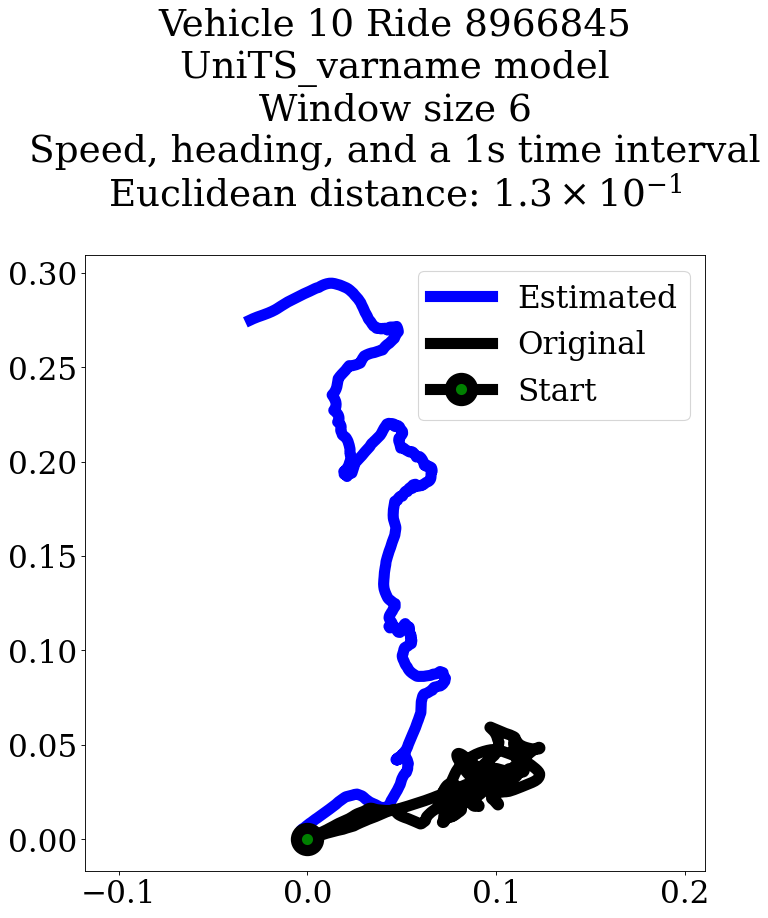 Vehicle 10 Ride 8966845
UniTS_varname model
Window size 6
Speed, heading, and a 1s time interval
Euclidean distance: 1.3 × 10⁻¹
0.30
Estimated
Original
Start
0.25
0.20
0.15
0.10
0.05
0.00
−0.1
0.0
0.1
0.2